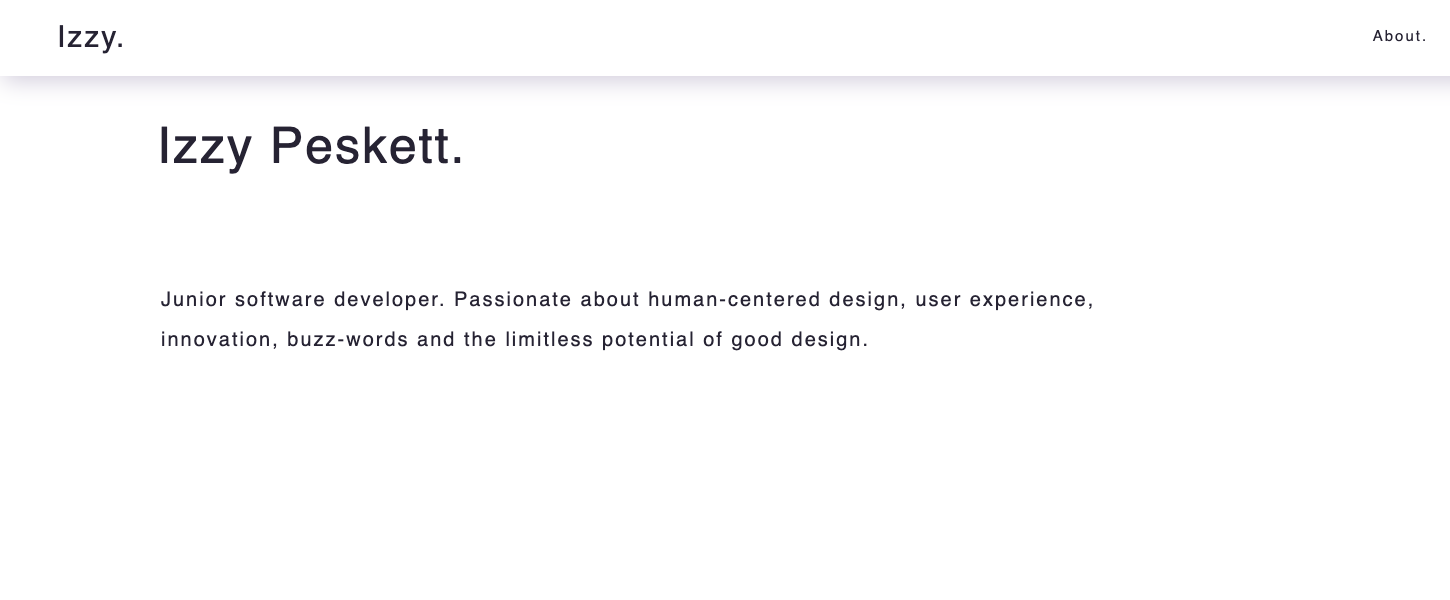 Izzy.
About.
Izzy Peskett.
Junior software developer. Passionate about human-centered design, user experience,
innovation, buzz-words and the limitless potential of good design.